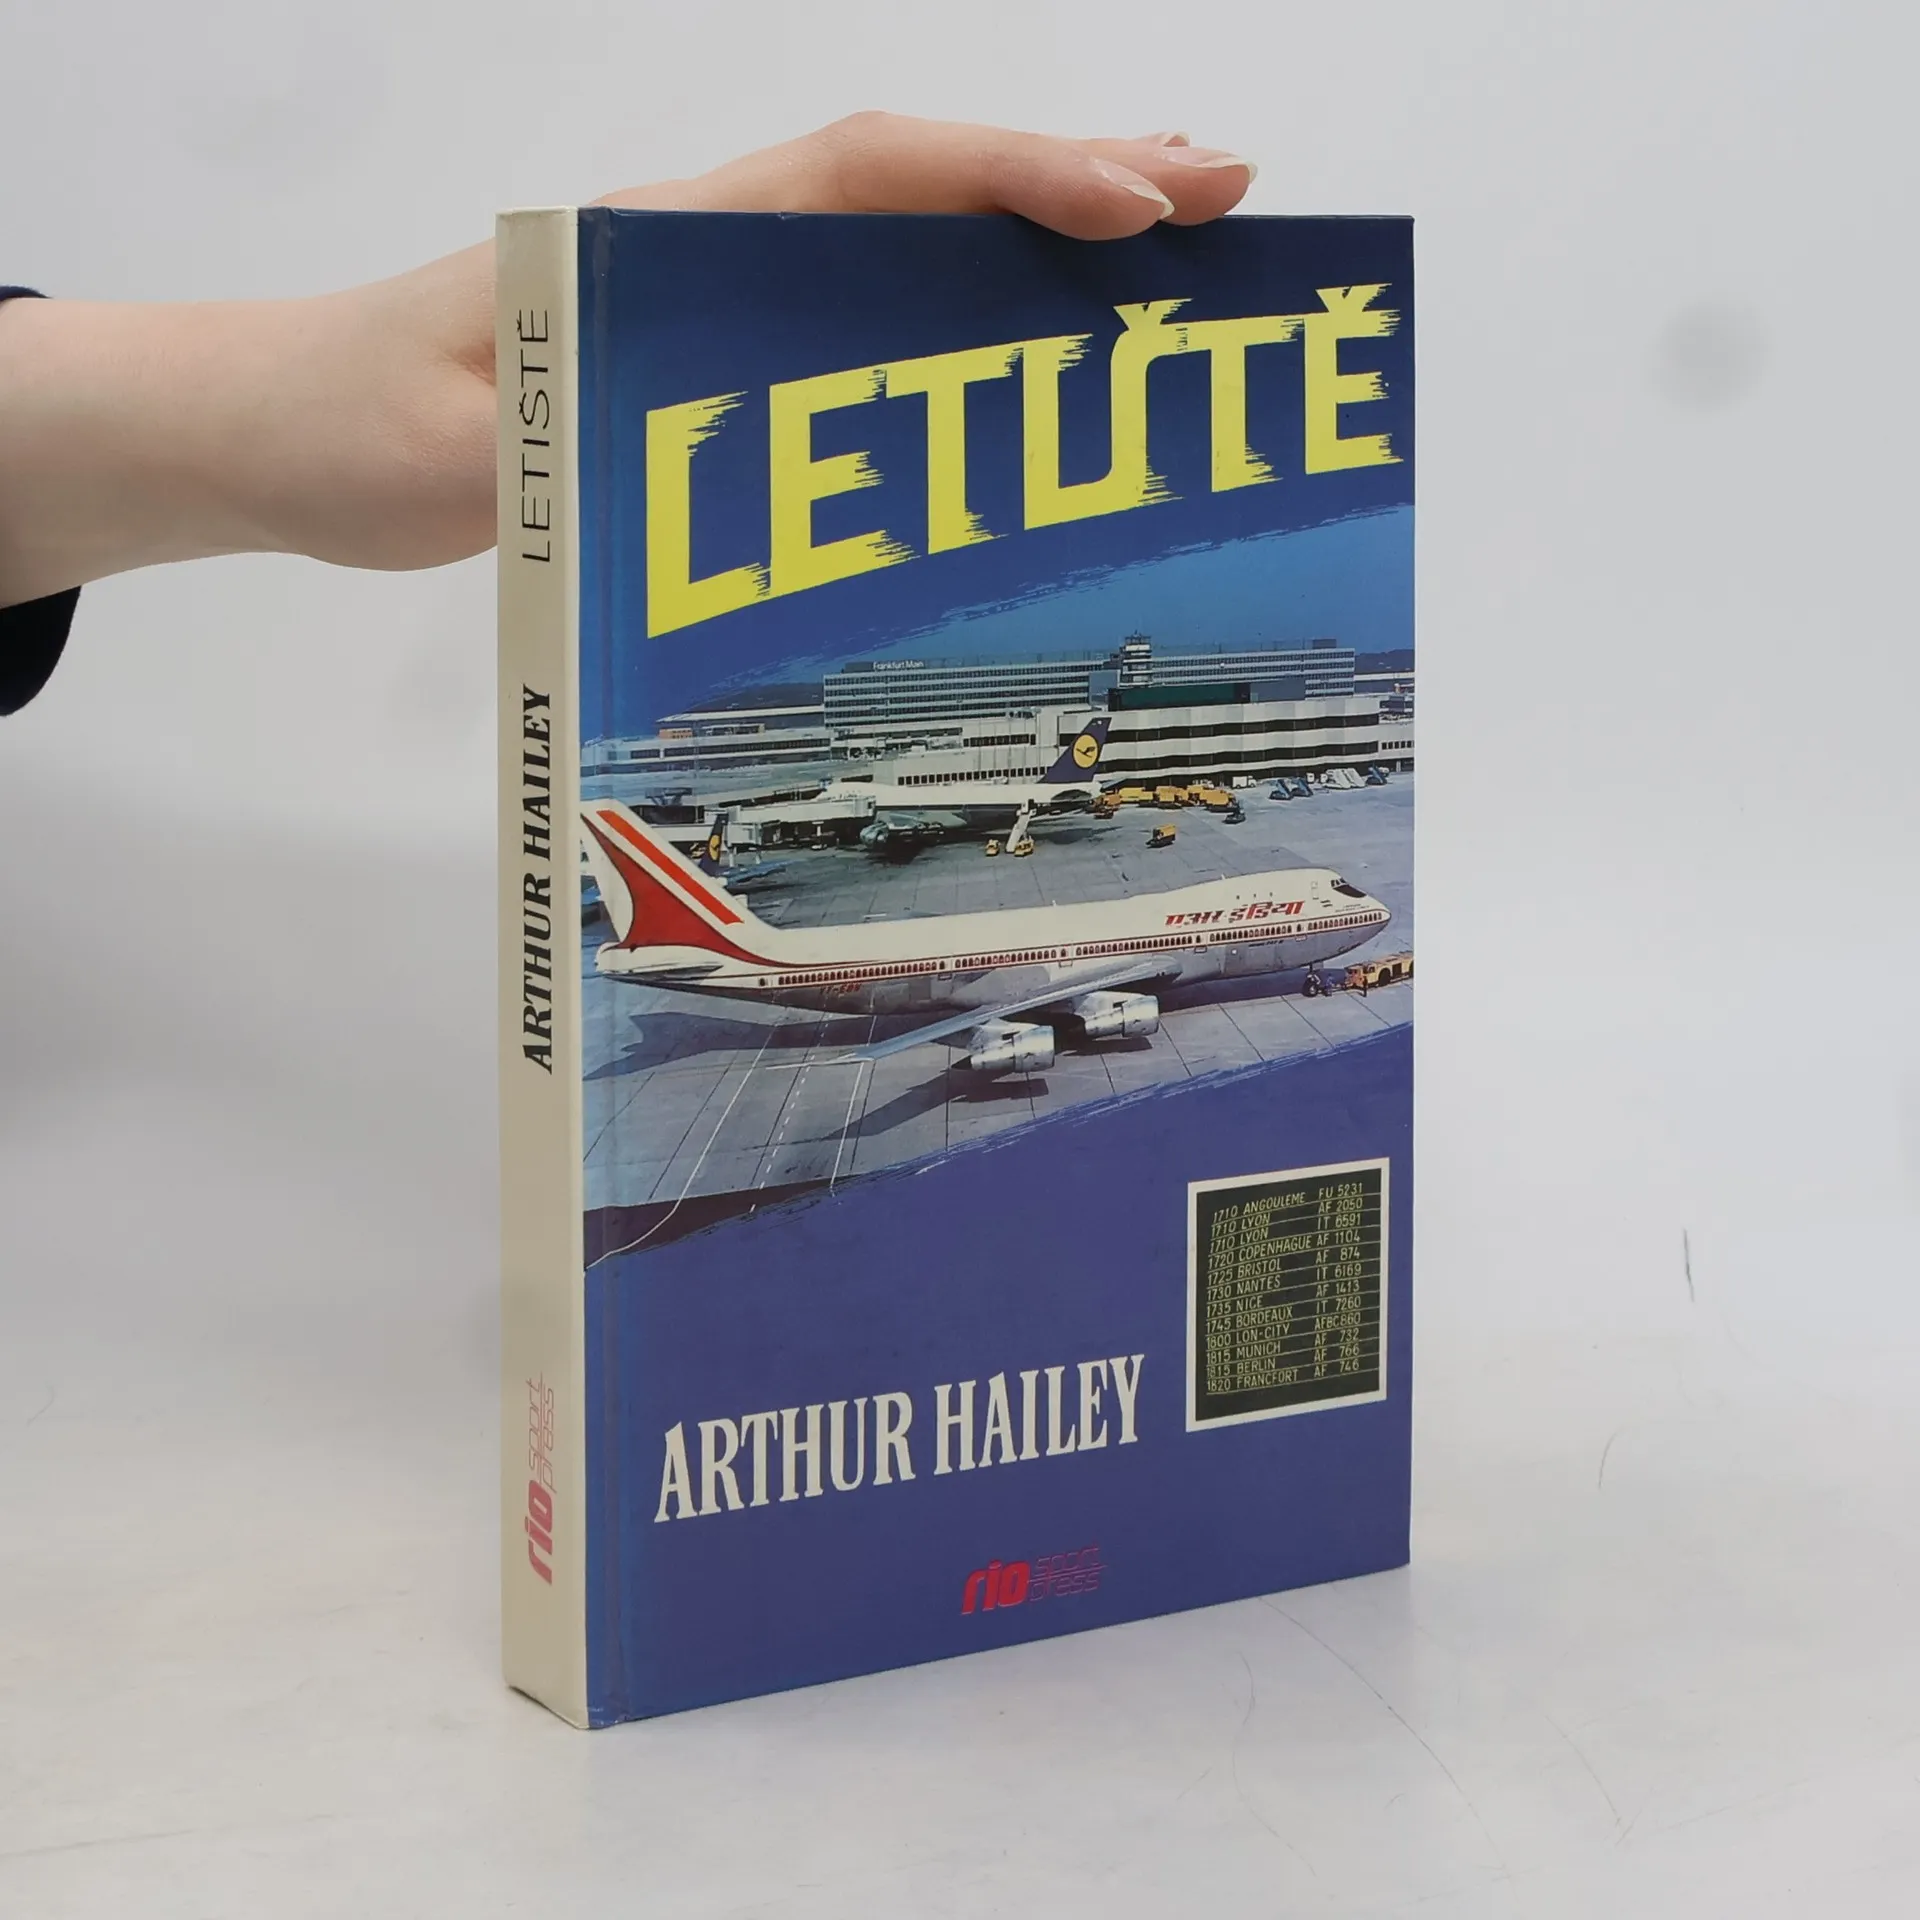 LETIŠTĚ
ARTHUR HAILEY
rio sport press
LETIŠTĚ
Frankfurt Main
एअर-इंडिया
1710 ANGOULEME FU 5231
1710 LYON AF 2050
1710 LYON IT 6591
1720 COPENHAGUE AF 1104
1725 BRISTOL AF 874
1730 NANTES IT 6169
1735 NICE AF 1413
1745 BORDEAUX IT 7260
1800 LON-CITY AFBC860
1815 MUNICH AF 732
1815 BERLIN AF 766
1820 FRANCFORT AF 746
ARTHUR HAILEY
rio sport press